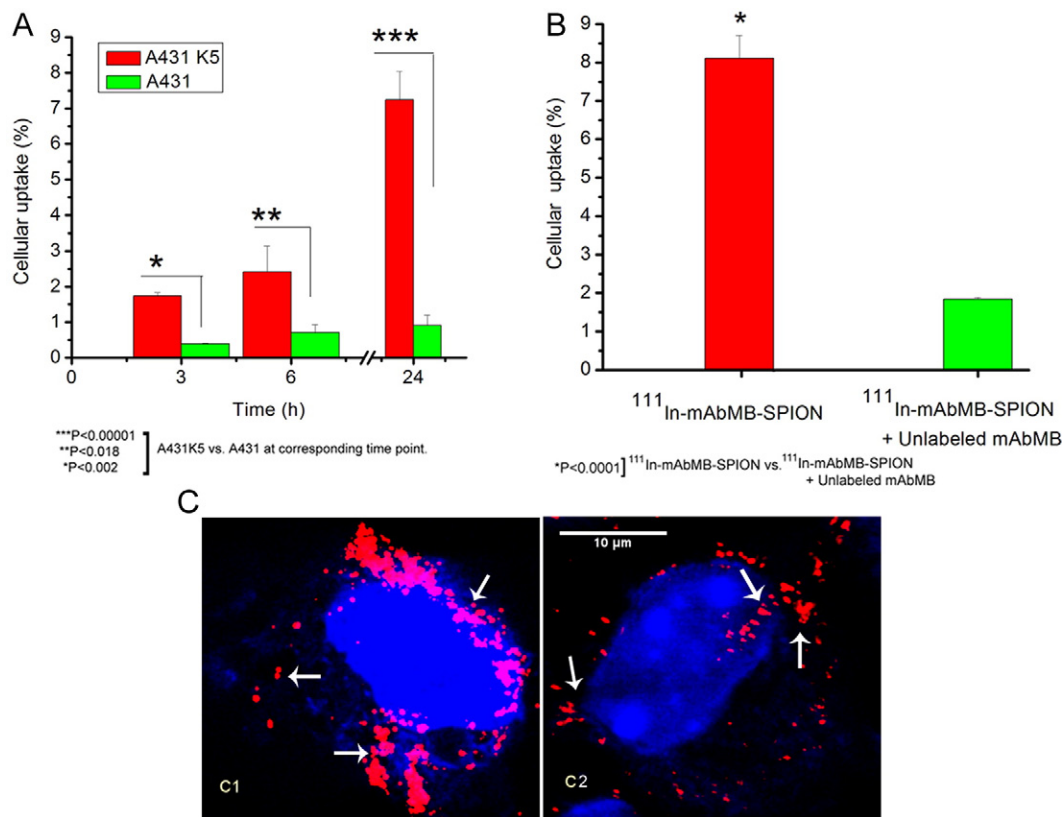 A
9
8
7
6
5
4
3
2
1
0
Cellular uptake (%)
A431 K5
A431
*
**
***
0
3
6
24
Time (h)
***P<0.00001
**P<0.018
*P<0.002
A431K5 vs. A431 at corresponding time point.
B
9
8
7
6
5
9
8
2
1
0
Cellular uptake (%)
*
111In-mAbMB-SPION
111In-mAbMB-SPION
+ Unlabeled mAbMB
*P<0.0001] 111In-mAbMB-SPION vs.111In-mAbMB-SPION
+ Unlabeled mAbMB
C
C1
10 µm
C2